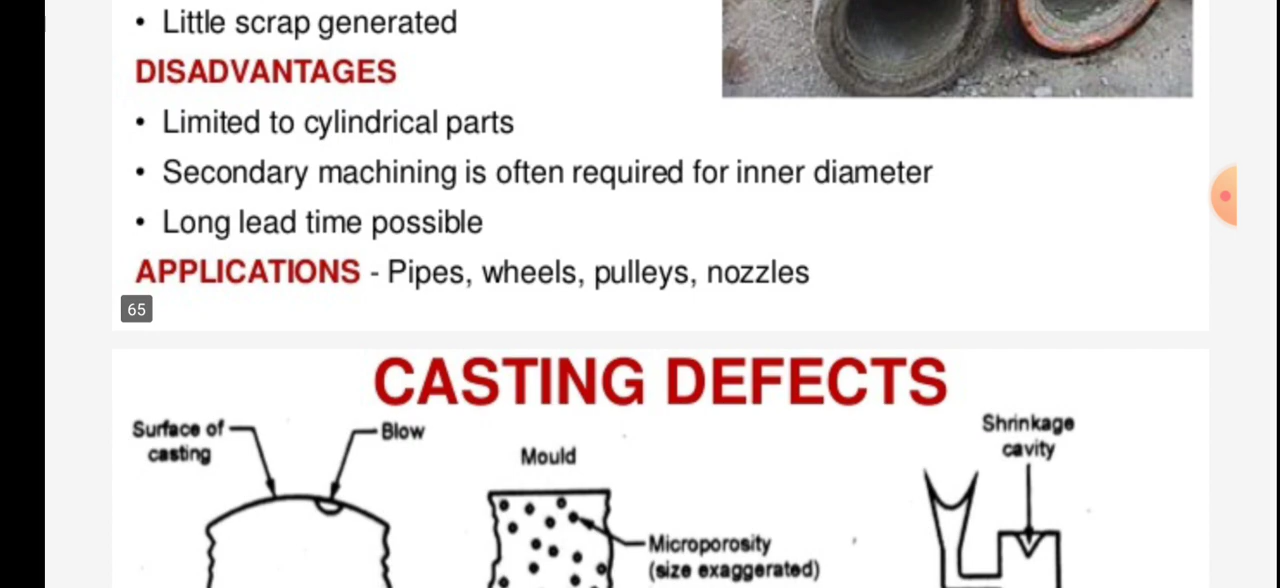 • Little scrap generated
DISADVANTAGES
• Limited to cylindrical parts
• Secondary machining is often required for inner diameter
• Long lead time possible
APPLICATIONS - Pipes, wheels, pulleys, nozzles
65
CASTING DEFECTS
Surface of
casting
Blow
Mould
Microporosity
(size exaggerated)
Shrinkage
cavity